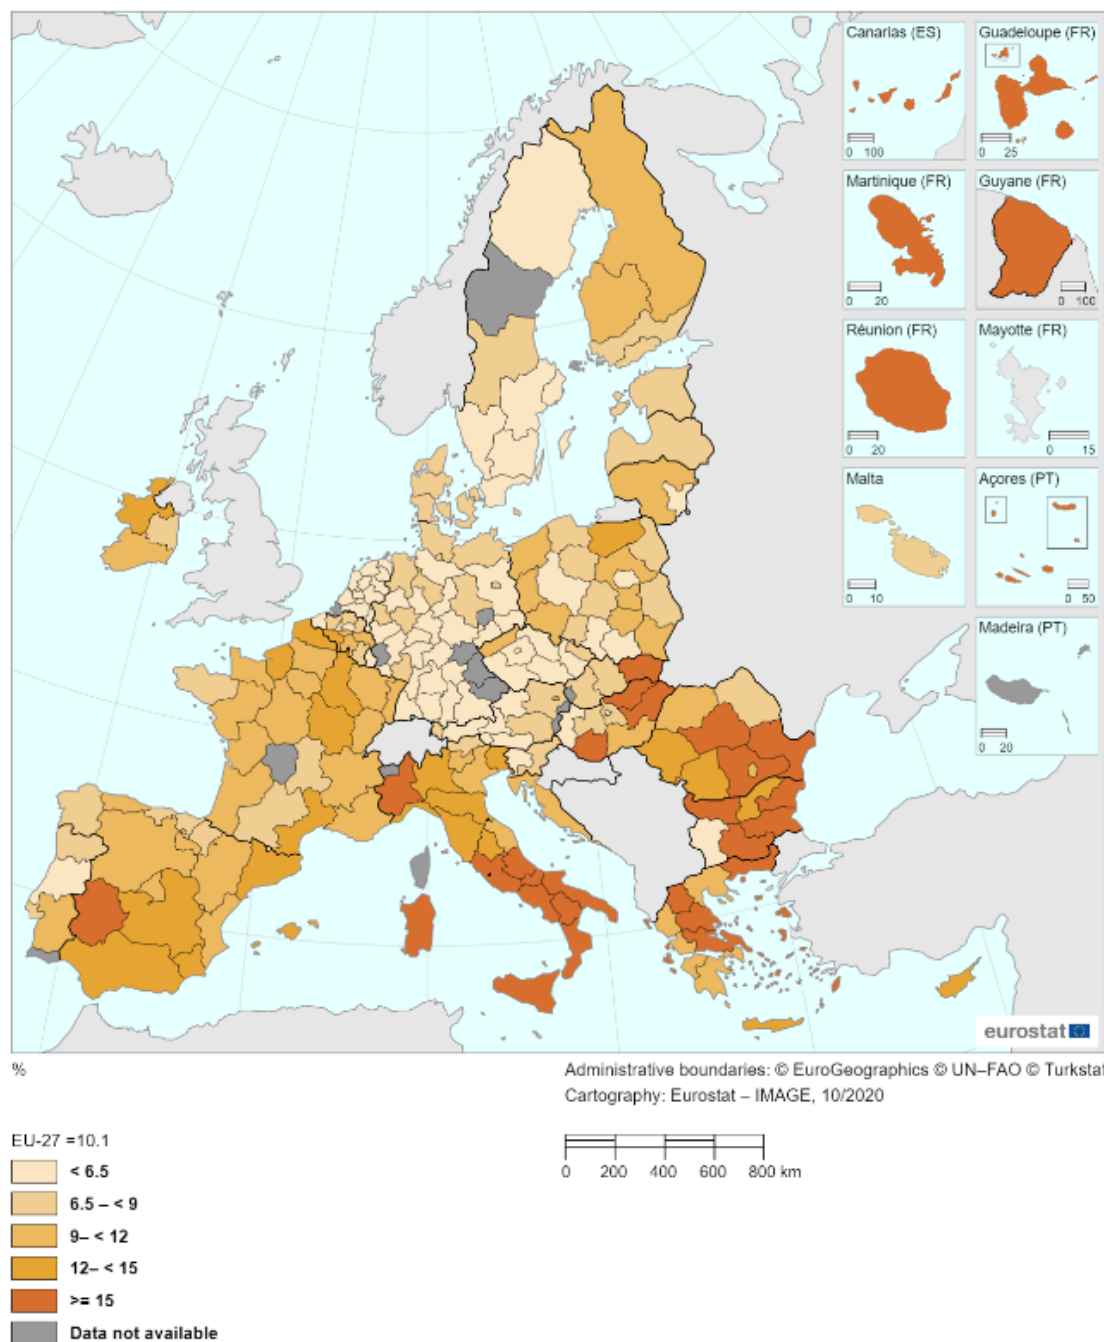 Canarias (ES)
0 100
Guadeloupe (FR)
0 25
Martinique (FR)
0 20
Guyane (FR)
0 100
Réunion (FR)
0 20
Mayotte (FR)
0 15
Malta
0 10
Açores (PT)
0 50
Madeira (PT)
0 20
eurostat
%
Administrative boundaries: © EuroGeographics © UN–FAO © Turkstat
Cartography: Eurostat – IMAGE, 10/2020
EU-27 =10.1
< 6.5
6.5 – < 9
9– < 12
12– < 15
>= 15
Data not available
0 200 400 600 800 km